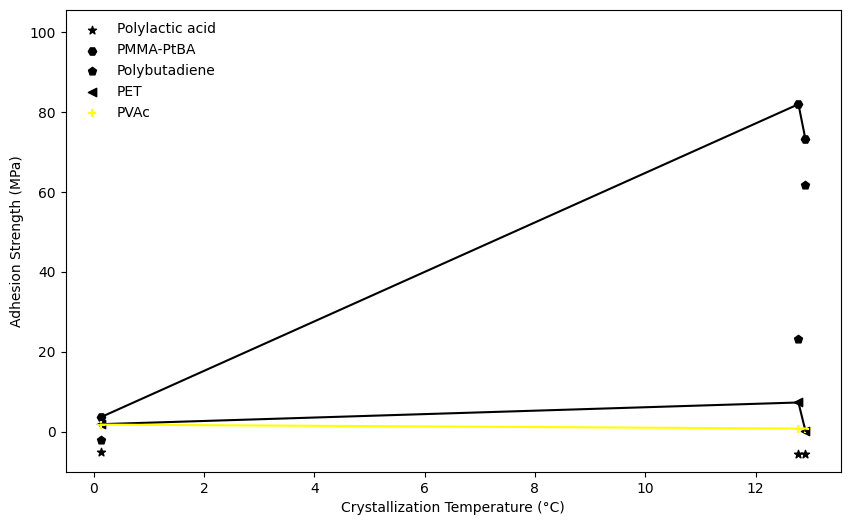 Polylactic acid
PMMA-PtBA
Polybutadiene
PET
PVAc
100
80
60
40
20
0
Adhesion Strength (MPa)
0 2 4 6 8 10 12
Crystallization Temperature (°C)